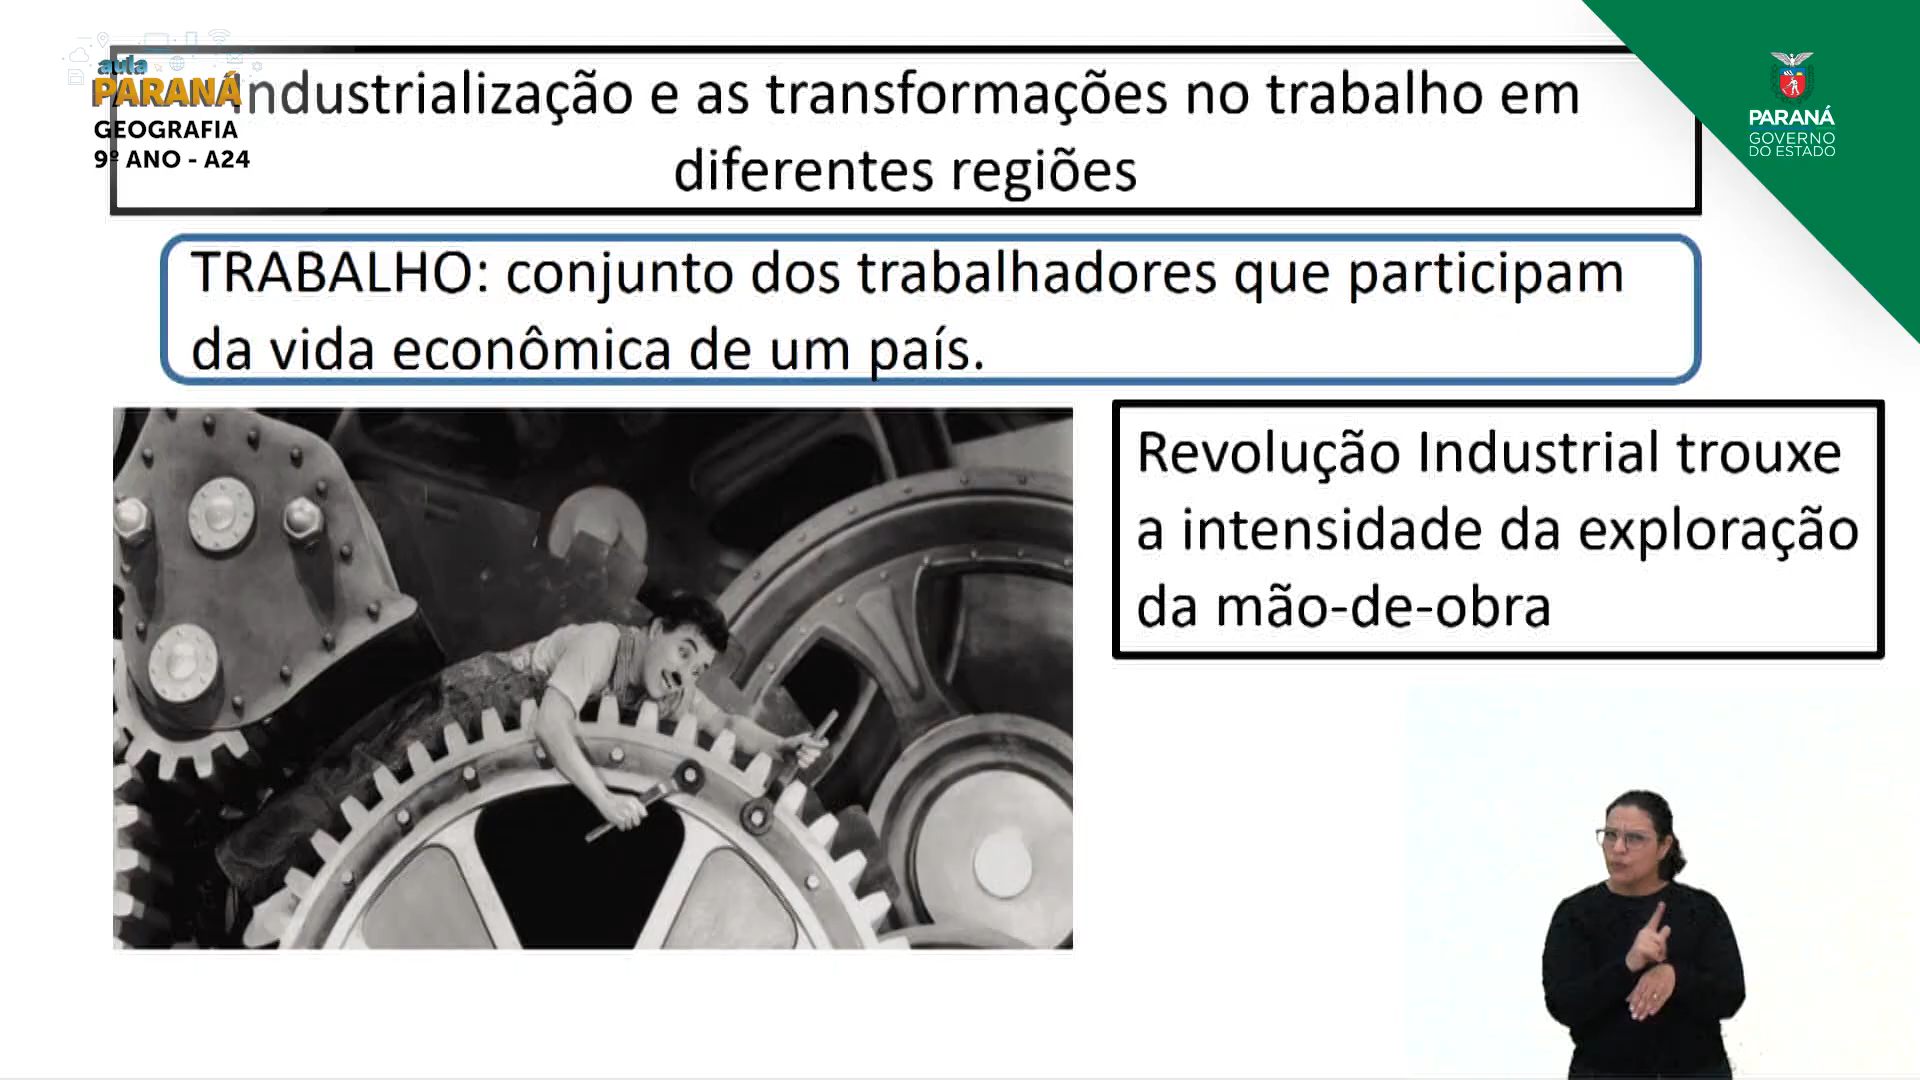 aula
PARANÁ
GEOGRAFIA
9º ANO - A24
Industrialização e as transformações no trabalho em
diferentes regiões
PARANÁ
GOVERNO
DO ESTADO
TRABALHO: conjunto dos trabalhadores que participam
da vida econômica de um país.
Revolução Industrial trouxe
a intensidade da exploração
da mão-de-obra